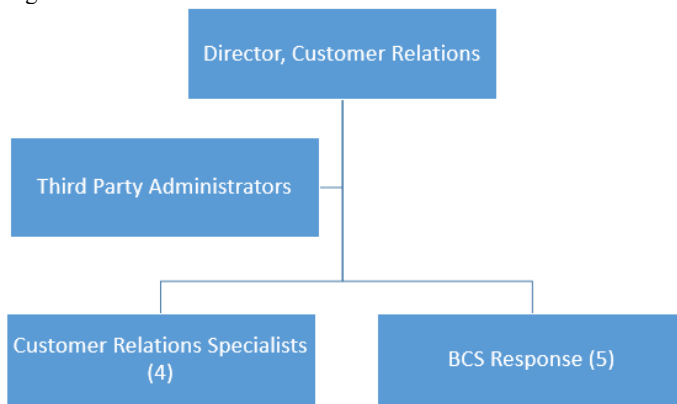 Director, Customer Relations
Third Party Administrators
Customer Relations Specialists
(4)
BCS Response (5)